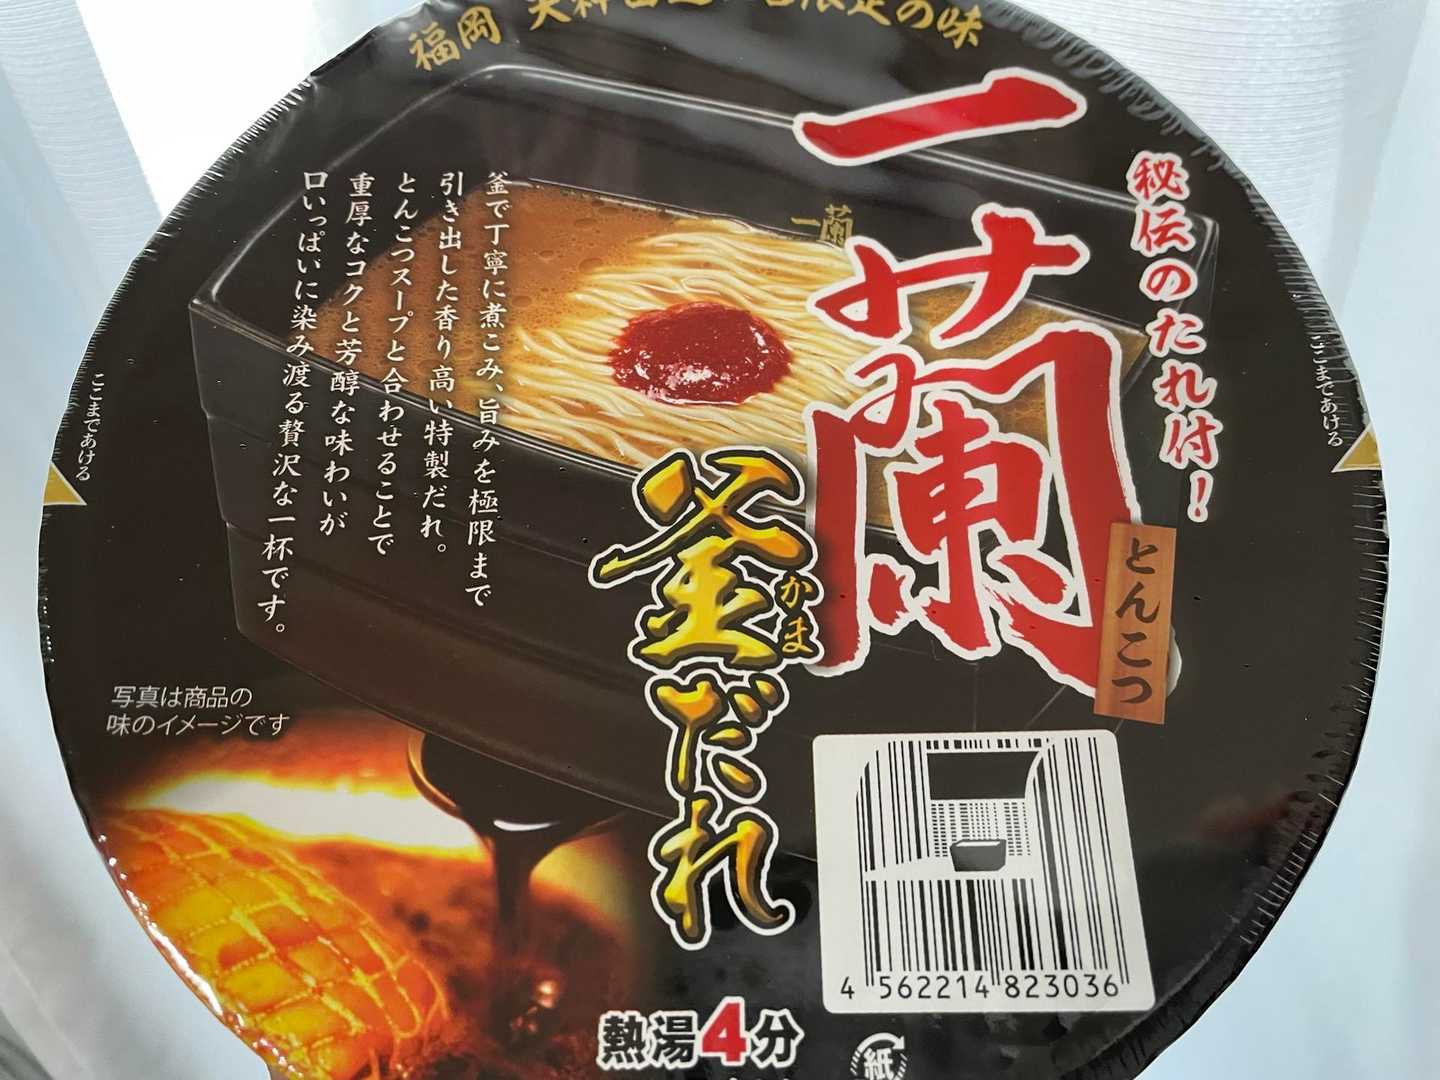 福岡
の味
一蘭
秘伝のたれ付！
とんこつ
釜だれ
かま
一蘭
釜で丁寧に煮こみ、旨みを極限まで
引き出した香り高い特製だれ。
とんこつスープと合わせることで
重厚なコクと芳醇な味わいが
口いっぱいに染み渡る贅沢な一杯です。
ここまであける
ここまであける
写真は商品の
味のイメージです
4 562214 823036
熱湯4分
紙